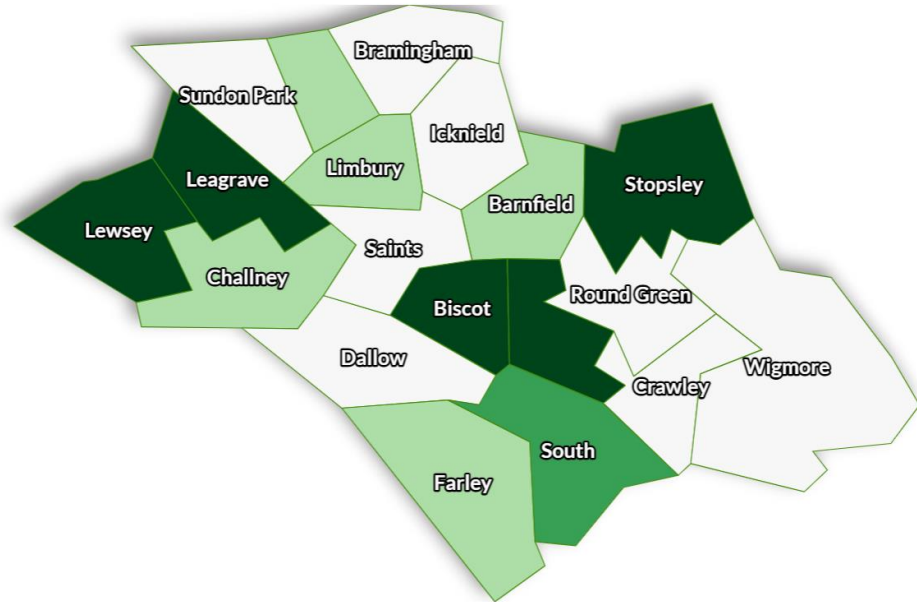 Bramingham
Sundon Park
Icknield
Limbury
Leagrave
Stopsley
Barnfield
Lewsey
Saints
Challney
Round Green
Biscot
Dallow
Wigmore
Crawley
South
Farley